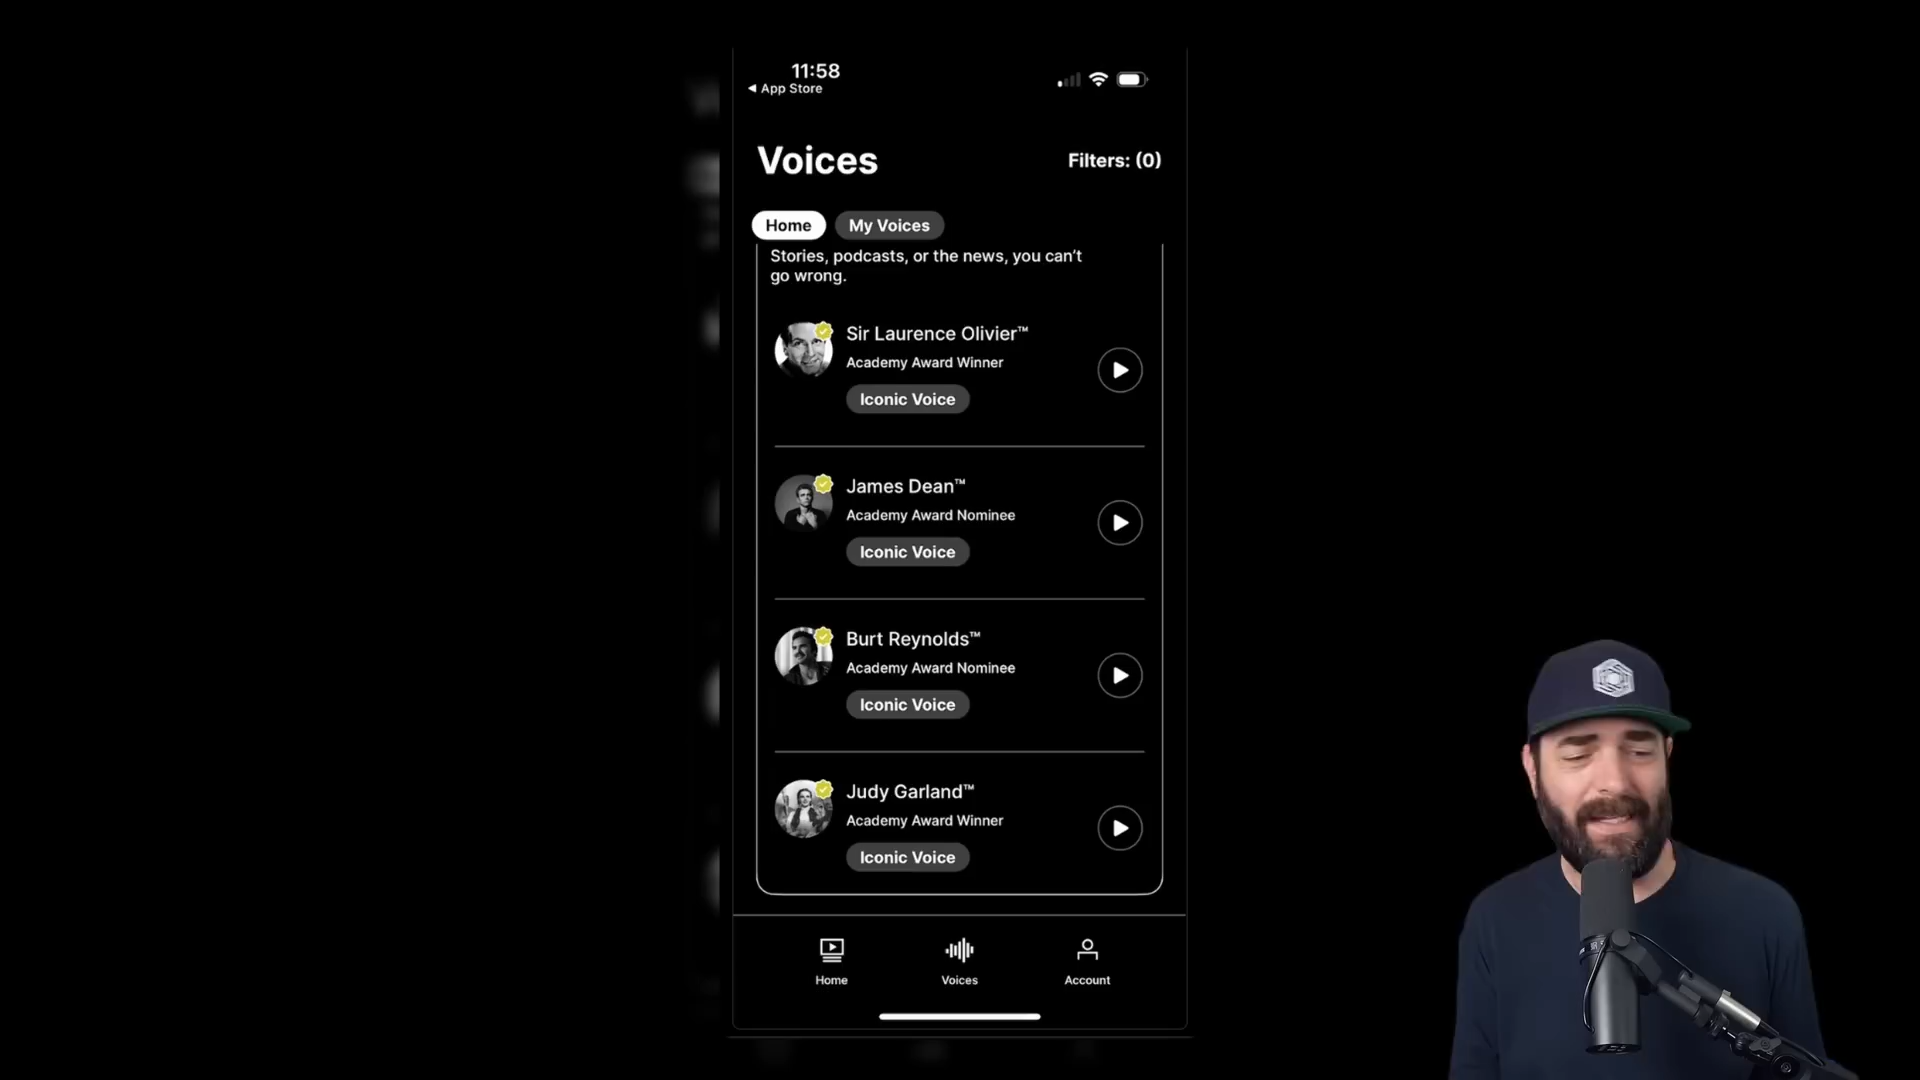 11:58
◀ App Store
Voices
Filters: (0)
Home
My Voices
Stories, podcasts, or the news, you can't
go wrong.
Sir Laurence Olivier™
Academy Award Winner
Iconic Voice
James Dean™
Academy Award Nominee
Iconic Voice
Burt Reynolds™
Academy Award Nominee
Iconic Voice
Judy Garland™
Academy Award Winner
Iconic Voice
Home
Voices
Account